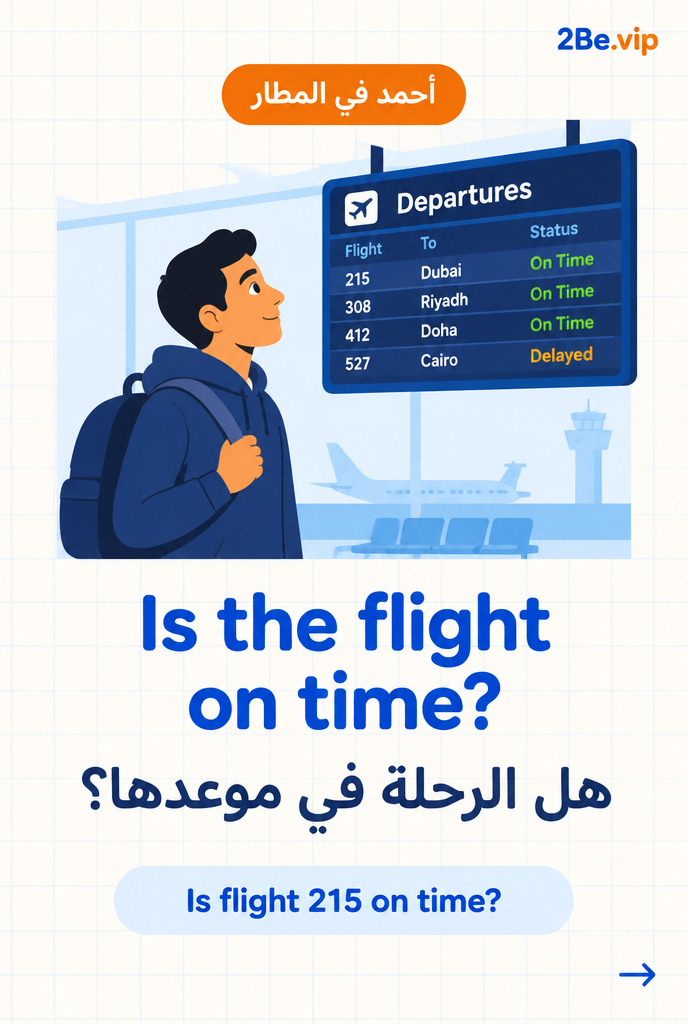 2Be.vip
أحمد في المطار
Departures
Flight To Status
215 Dubai On Time
308 Riyadh On Time
412 Doha On Time
527 Cairo Delayed
Is the flight
on time?
هل الرحلة في موعدها؟
Is flight 215 on time?